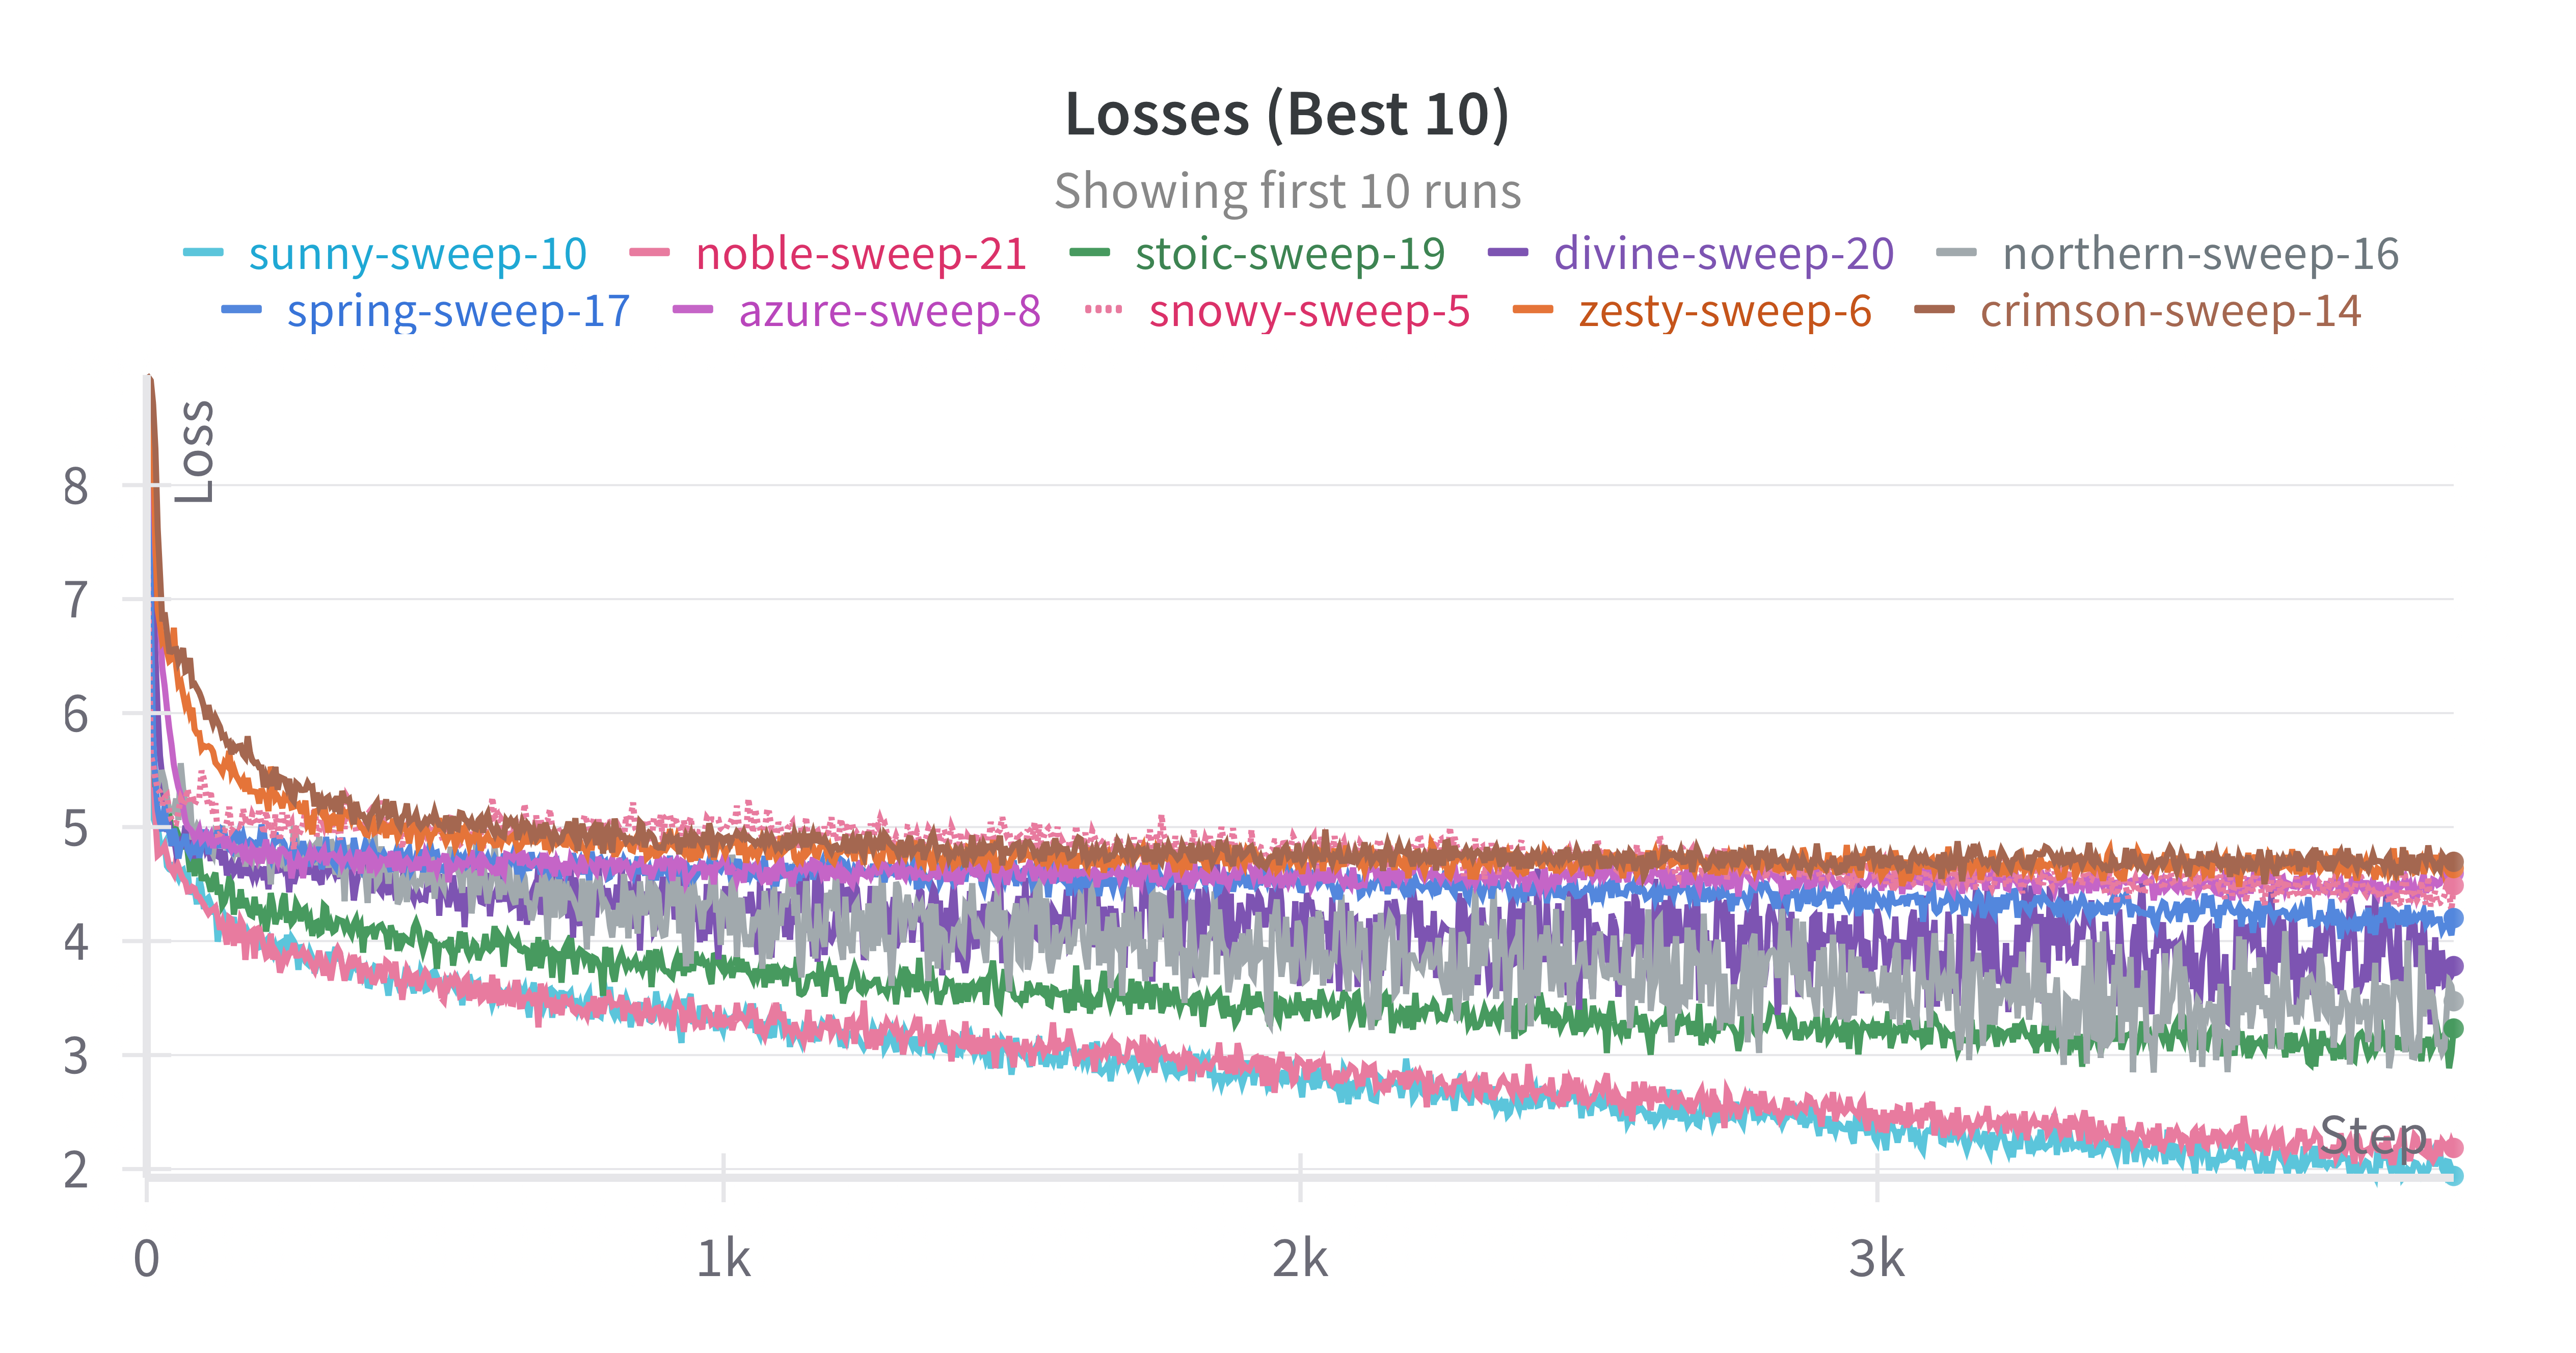 Losses (Best 10)
Showing first 10 runs
sunny-sweep-10 noble-sweep-21 stoic-sweep-19 divine-sweep-20 northern-sweep-16
spring-sweep-17 azure-sweep-8 snowy-sweep-5 zesty-sweep-6 crimson-sweep-14
Loss
8
7
6
5
4
3
2
Step
0 1k 2k 3k